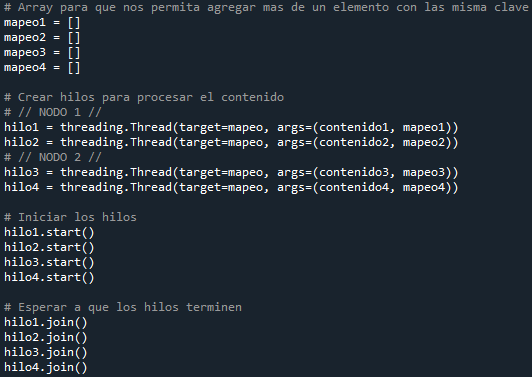 # Array para que nos permita agregar mas de un elemento con las misma clave
mapeo1 = []
mapeo2 = []
mapeo3 = []
mapeo4 = []
# Crear hilos para procesar el contenido
# // NODO 1 //
hilo1 = threading.Thread(target=mapeo, args=(contenido1, mapeo1))
hilo2 = threading.Thread(target=mapeo, args=(contenido2, mapeo2))
# // NODO 2 //
hilo3 = threading.Thread(target=mapeo, args=(contenido3, mapeo3))
hilo4 = threading.Thread(target=mapeo, args=(contenido4, mapeo4))
# Iniciar los hilos
hilo1.start()
hilo2.start()
hilo3.start()
hilo4.start()
# Esperar a que los hilos terminen
hilo1.join()
hilo2.join()
hilo3.join()
hilo4.join()